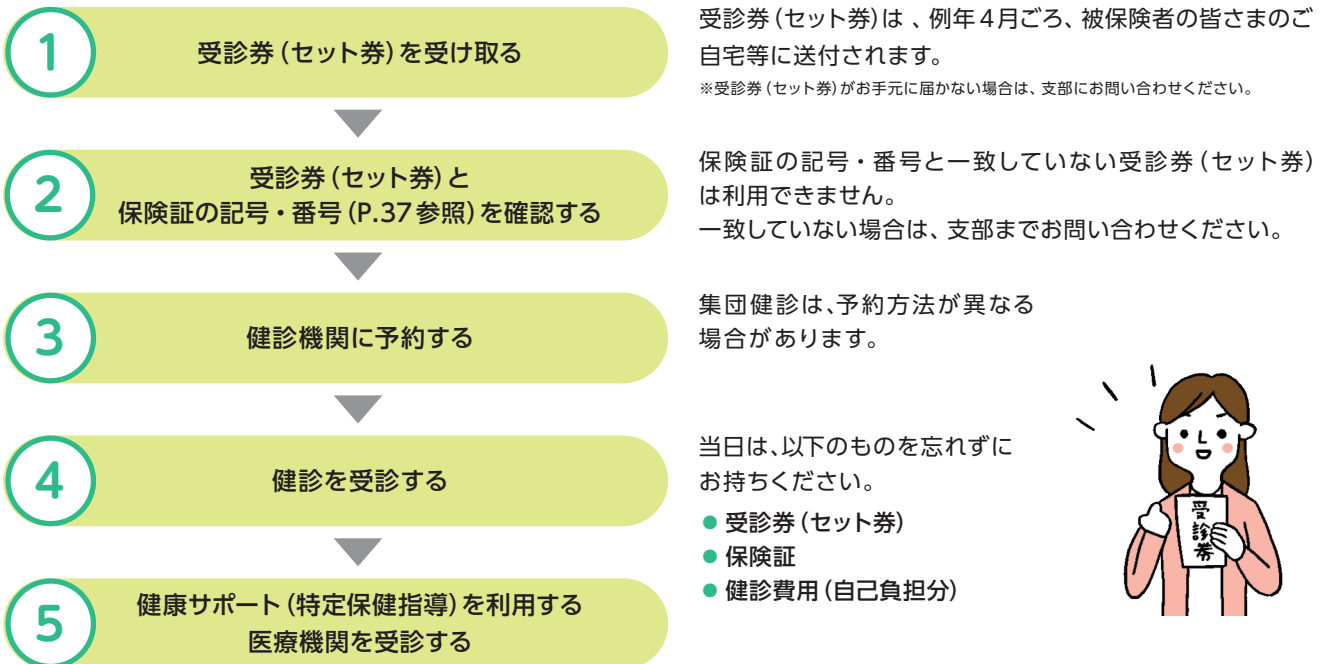 1
受診券(セット券)を受け取る
受診券(セット券)は、例年4月ごろ、被保険者の皆さまのご
自宅等に送付されます。
※受診券(セット券)がお手元に届かない場合は、支部にお問い合わせください。
2
受診券(セット券)と
保険証の記号・番号(P.37参照)を確認する
保険証の記号・番号と一致していない受診券(セット券)
は利用できません。
一致していない場合は、支部までお問い合わせください。
3
健診機関に予約する
集団健診は、予約方法が異なる
場合があります。
4
健診を受診する
当日は、以下のものを忘れずに
お持ちください。
● 受診券(セット券)
● 保険証
● 健診費用(自己負担分)
受診券
5
健康サポート(特定保健指導)を利用する
医療機関を受診する